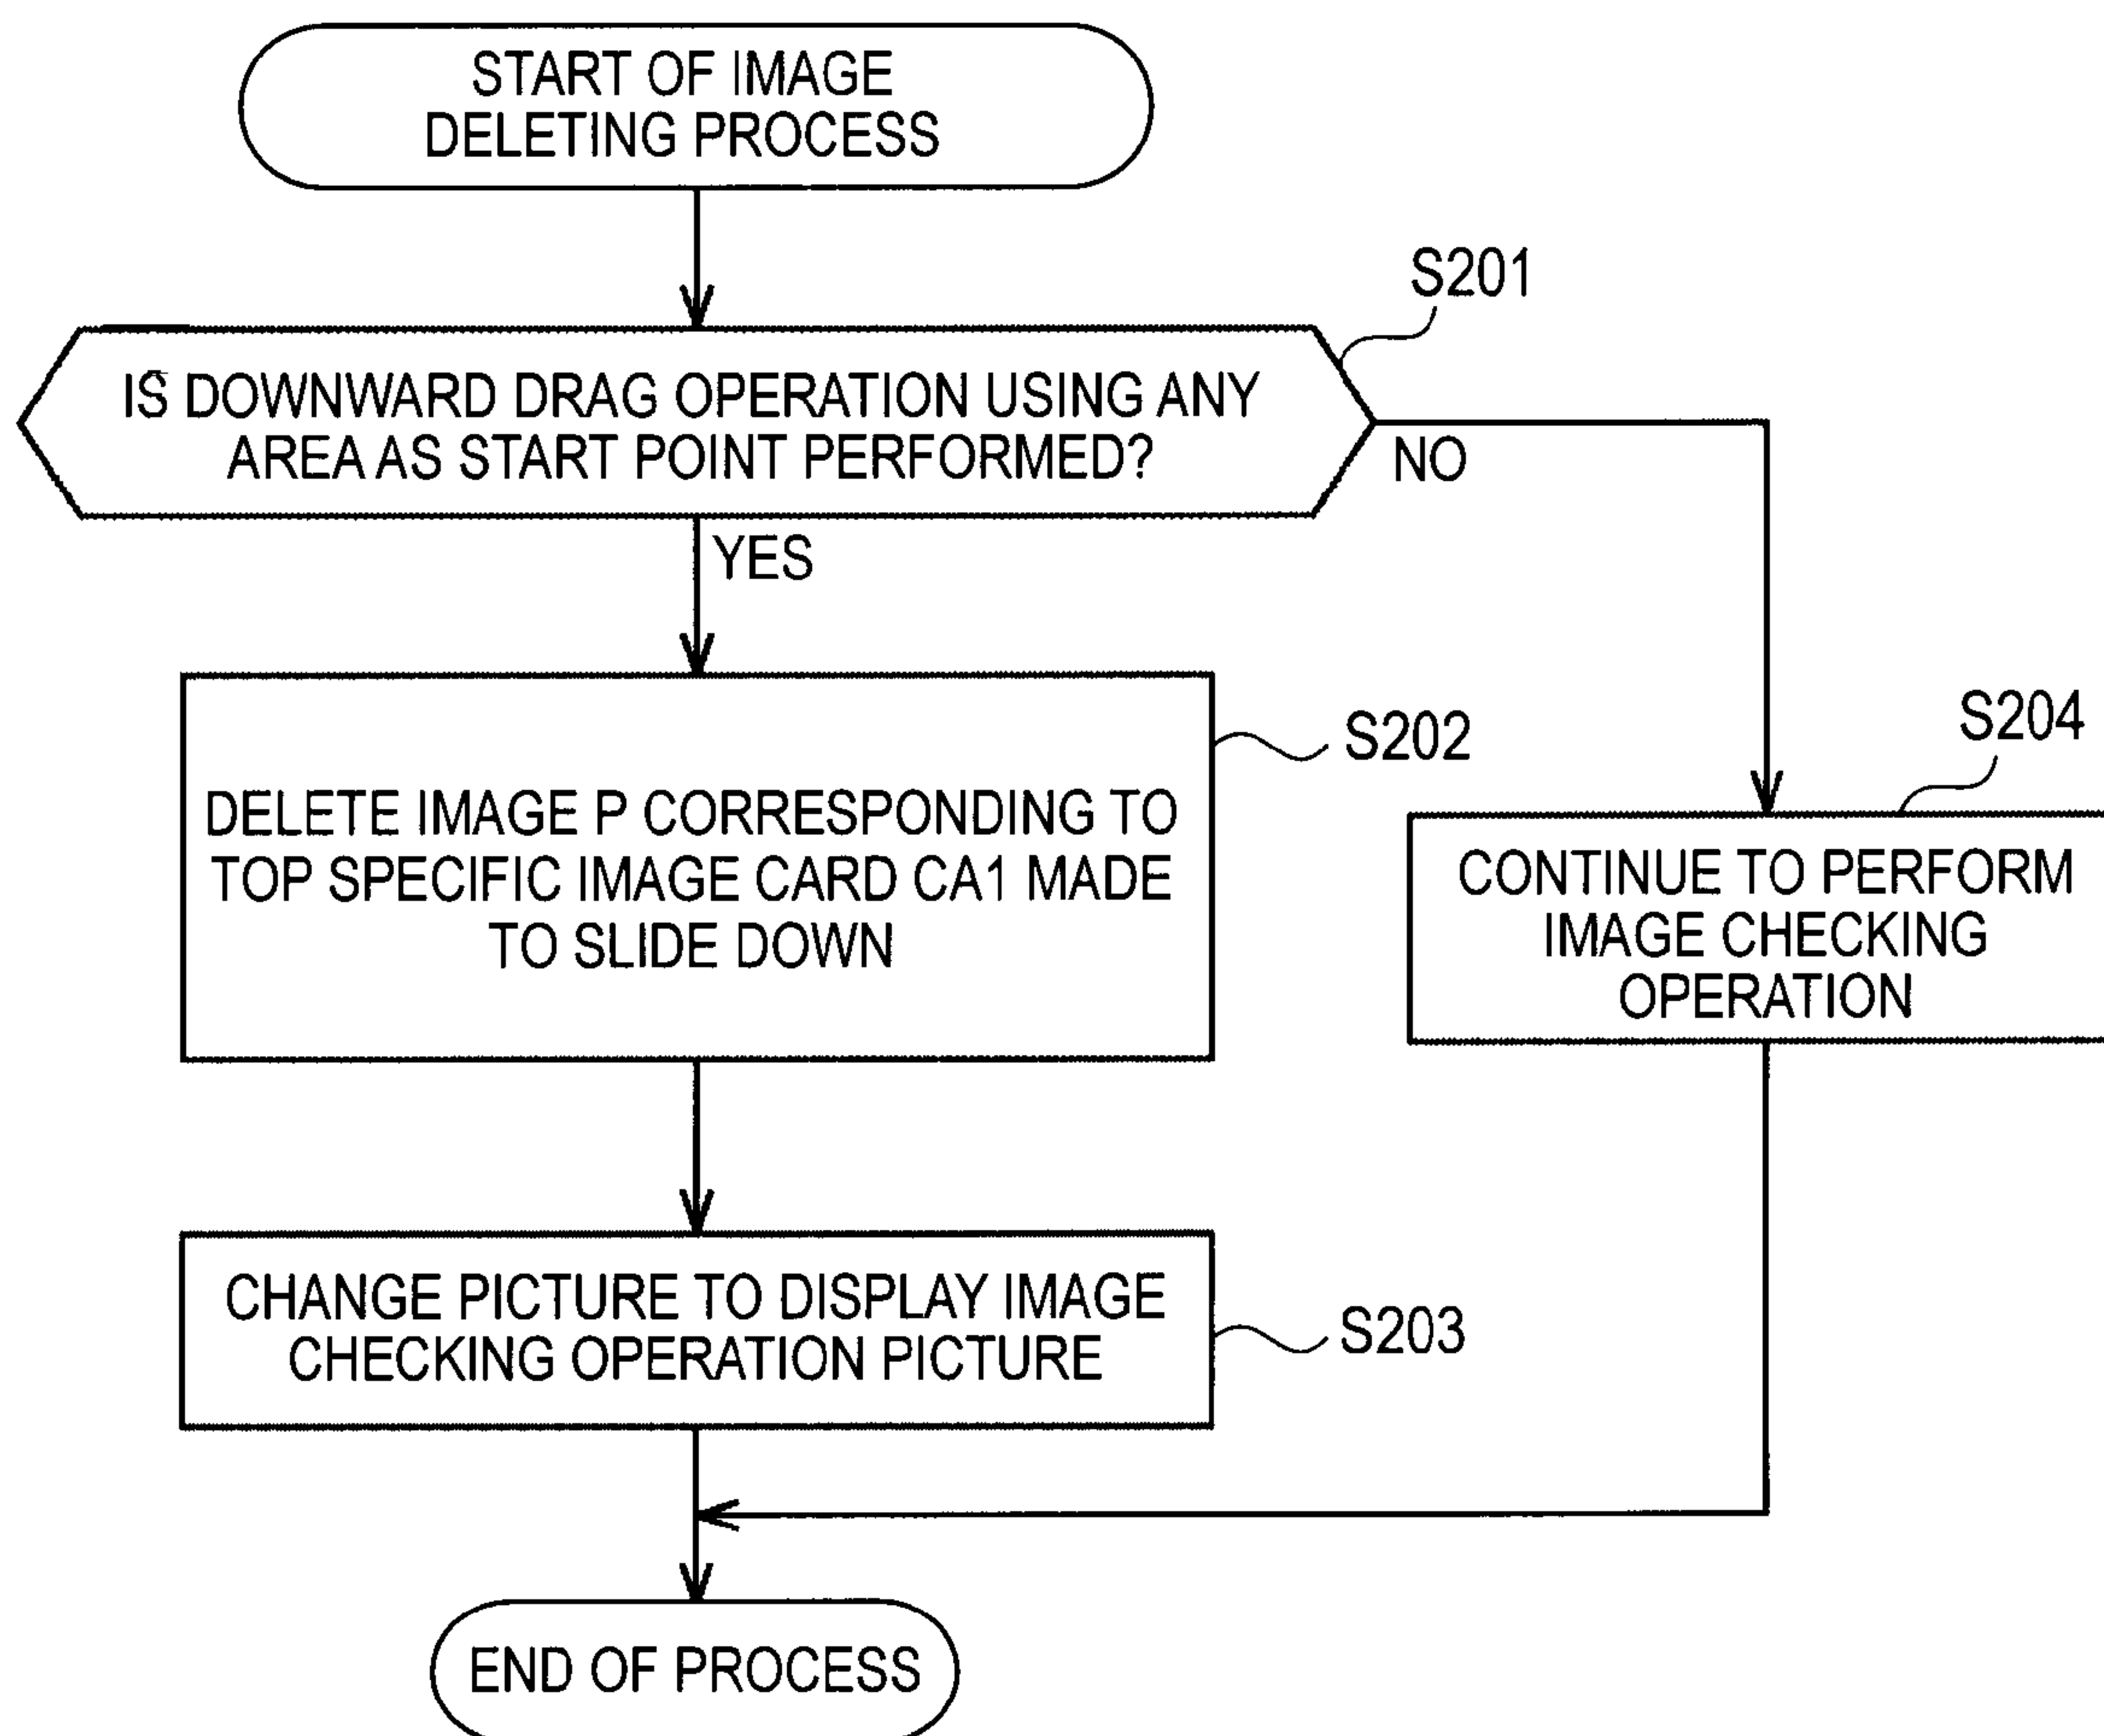 START OF IMAGE
DELETING PROCESS
S201
IS DOWNWARD DRAG OPERATION USING ANY
AREA AS START POINT PERFORMED?
NO
YES
S202
DELETE IMAGE P CORRESPONDING TO
TOP SPECIFIC IMAGE CARD CA1 MADE
TO SLIDE DOWN
S204
CONTINUE TO PERFORM
IMAGE CHECKING
OPERATION
CHANGE PICTURE TO DISPLAY IMAGE
CHECKING OPERATION PICTURE
S203
END OF PROCESS